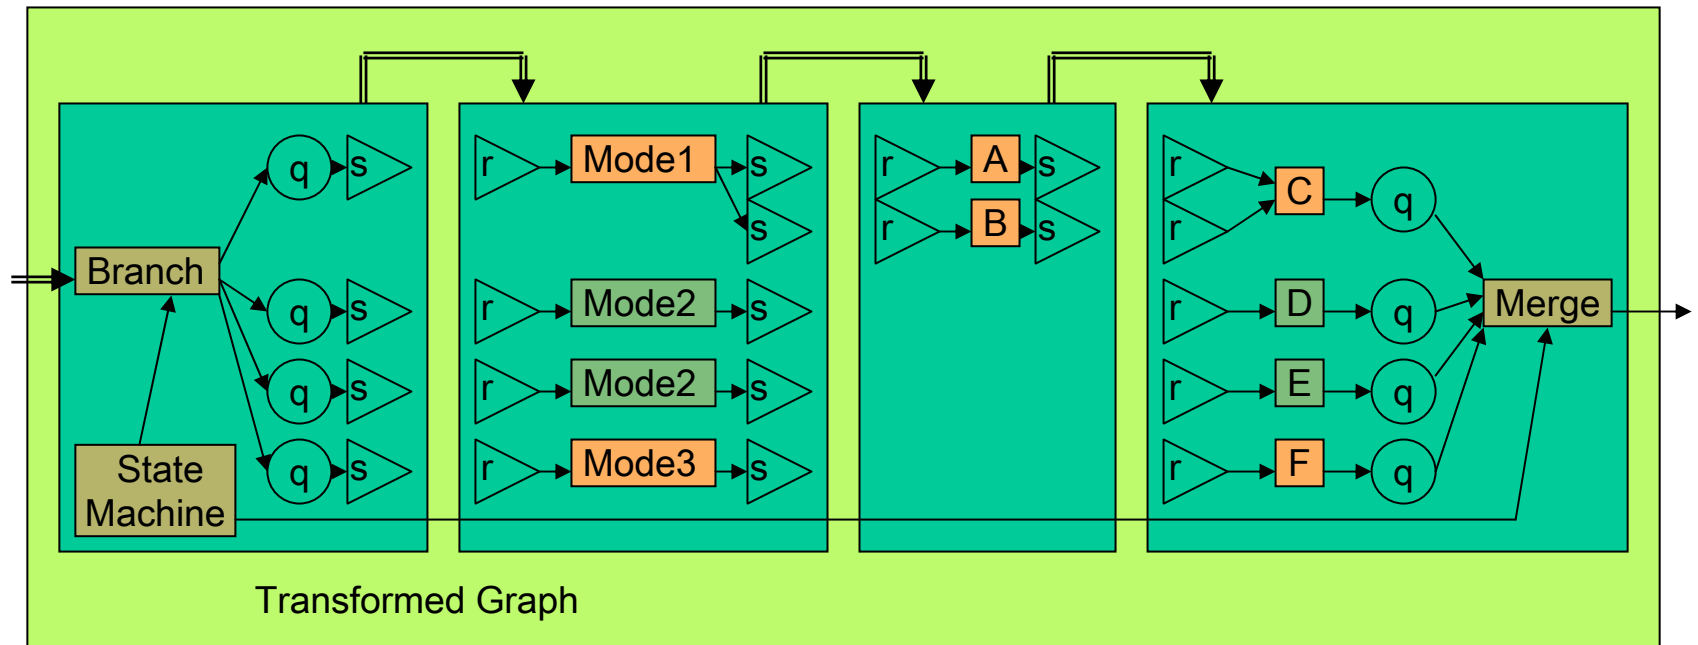 q s
Branch
q s
q s
q s
State
Machine
r Mode1 s
s
r Mode2 s
r Mode2 s
r Mode3 s
r A s
r B s
r C q
r
r D q Merge
r E q
r F q
Transformed Graph